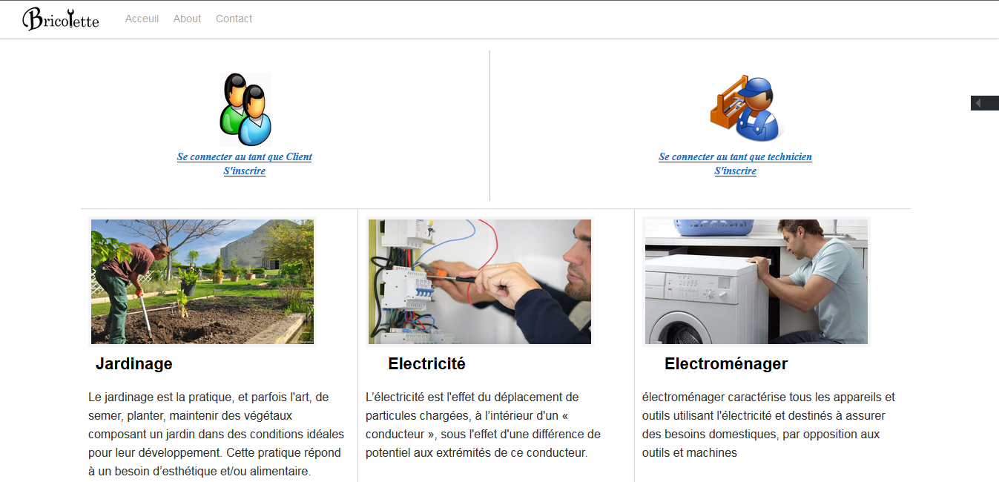 Bricolette
Acceuil About Contact
Se connecter au tant que Client
S'inscrire
Se connecter au tant que technicien
S'inscrire
Jardinage
Le jardinage est la pratique, et parfois l'art, de
semer, planter, maintenir des végétaux
composant un jardin dans des conditions idéales
pour leur développement. Cette pratique répond
à un besoin d’esthétique et/ou alimentaire.
Electricité
L’électricité est l'effet du déplacement de
particules chargées, à l’intérieur d'un «
conducteur », sous l'effet d'une différence de
potentiel aux extrémités de ce conducteur.
Electroménager
électroménager caractérise tous les appareils et
outils utilisant l'électricité et destinés à assurer
des besoins domestiques, par opposition aux
outils et machines